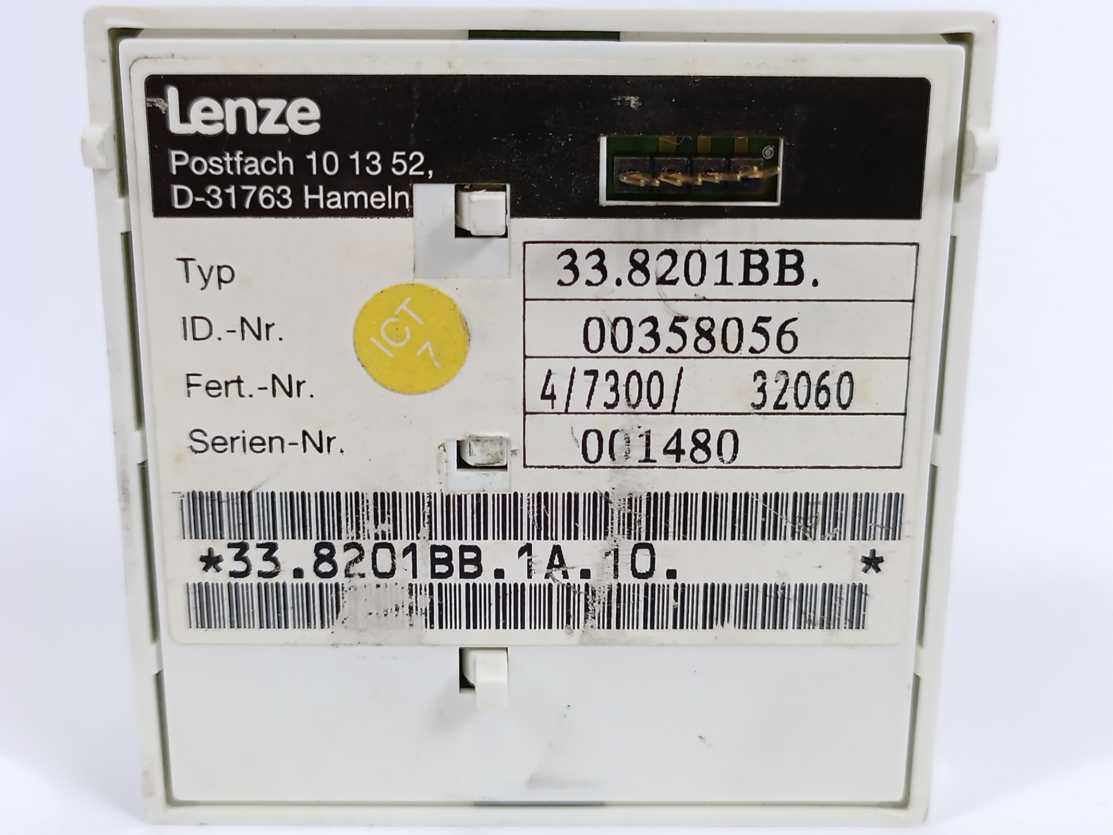 Lenze
Postfach 10 13 52,
D-31763 Hameln
Typ 33.8201BB.
ID.-Nr. 00358056
ICT 7
Fert.-Nr. 4/7300/ 32060
Serien-Nr. 001480
*33.8201BB.1A.10. *